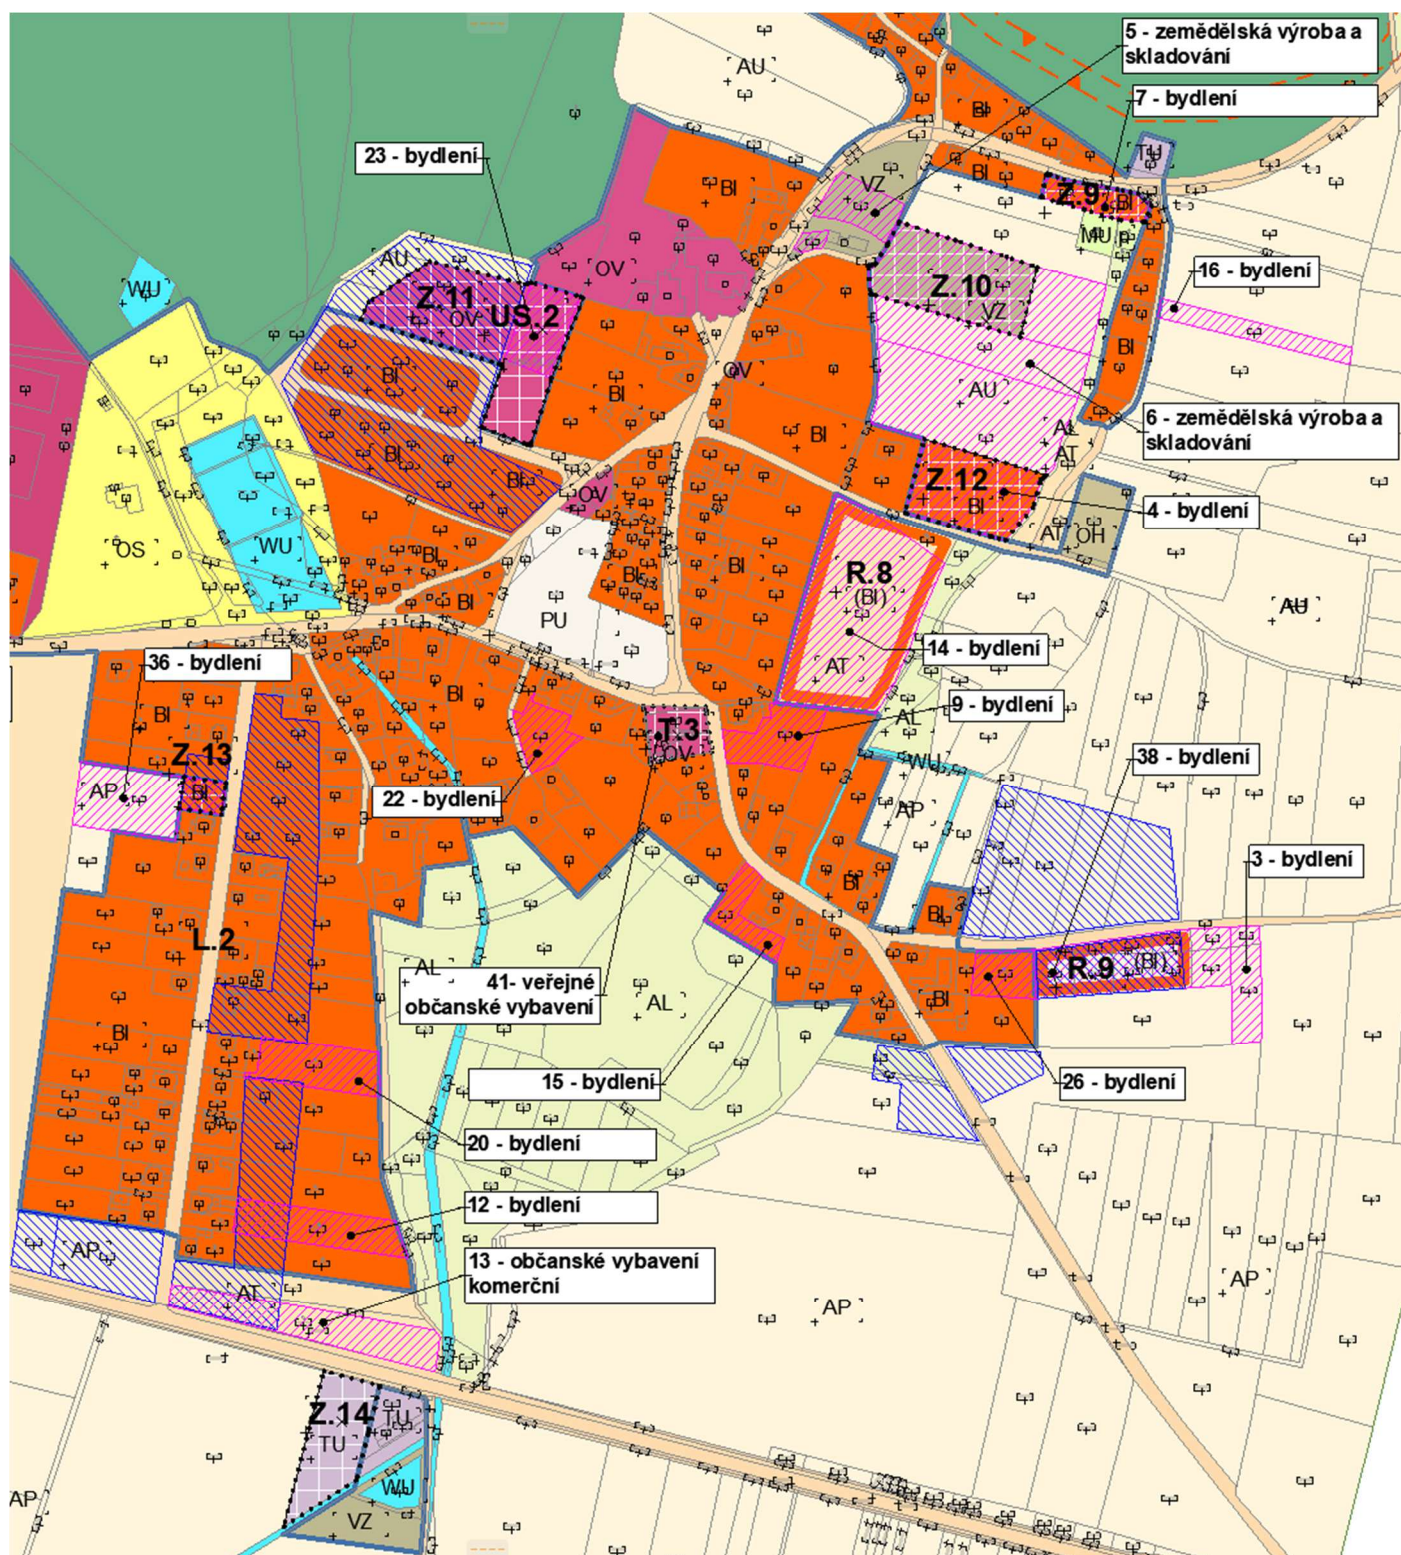 5 - zemědělská výroba a
skladování
AU
7 - bydlení
BI
TU
23 - bydlení
VZ
BI
BI
Z.9
BI
MU
AU
OV
16 - bydlení
WU
Z.11
OV
US.2
Z.10
VZ
BI
BI
OV
BI
AU
6 - zemědělská výroba a
skladování
AL
BI
BI
AT
BI
Z.12
BI
OV
4 - bydlení
OS
WU
AT
OH
BI
BI
BI
R.8
(BI)
AU
BI
PU
14 - bydlení
AT
36 - bydlení
BI
BI
9 - bydlení
AL
Z.13
T.3
OV
WU
38 - bydlení
AP
BI
22 - bydlení
AP
3 - bydlení
BI
BI
L.2
AL
R.9
(BI)
41- veřejné
občanské vybavení
AL
BI
BI
15 - bydlení
26 - bydlení
20 - bydlení
12 - bydlení
AP
13 - občanské vybavení
komerční
AP
AT
AP
Z.14
TU
TU
WU
AP
VZ